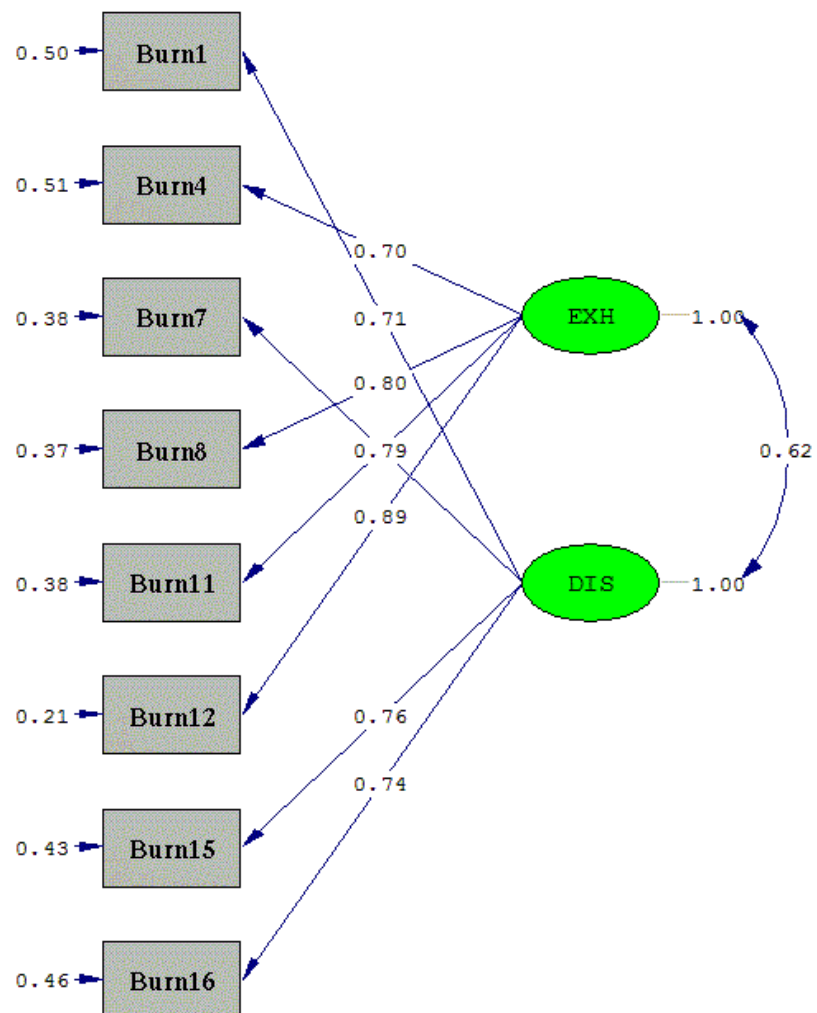 0.50 Burn1
0.51 Burn4
0.70
0.38 Burn7 0.71 EXH 1.00
0.80
0.37 Burn8 0.79 0.62
0.89
0.38 Burn11 DIS 1.00
0.21 Burn12 0.76
0.74
0.43 Burn15
0.46 Burn16